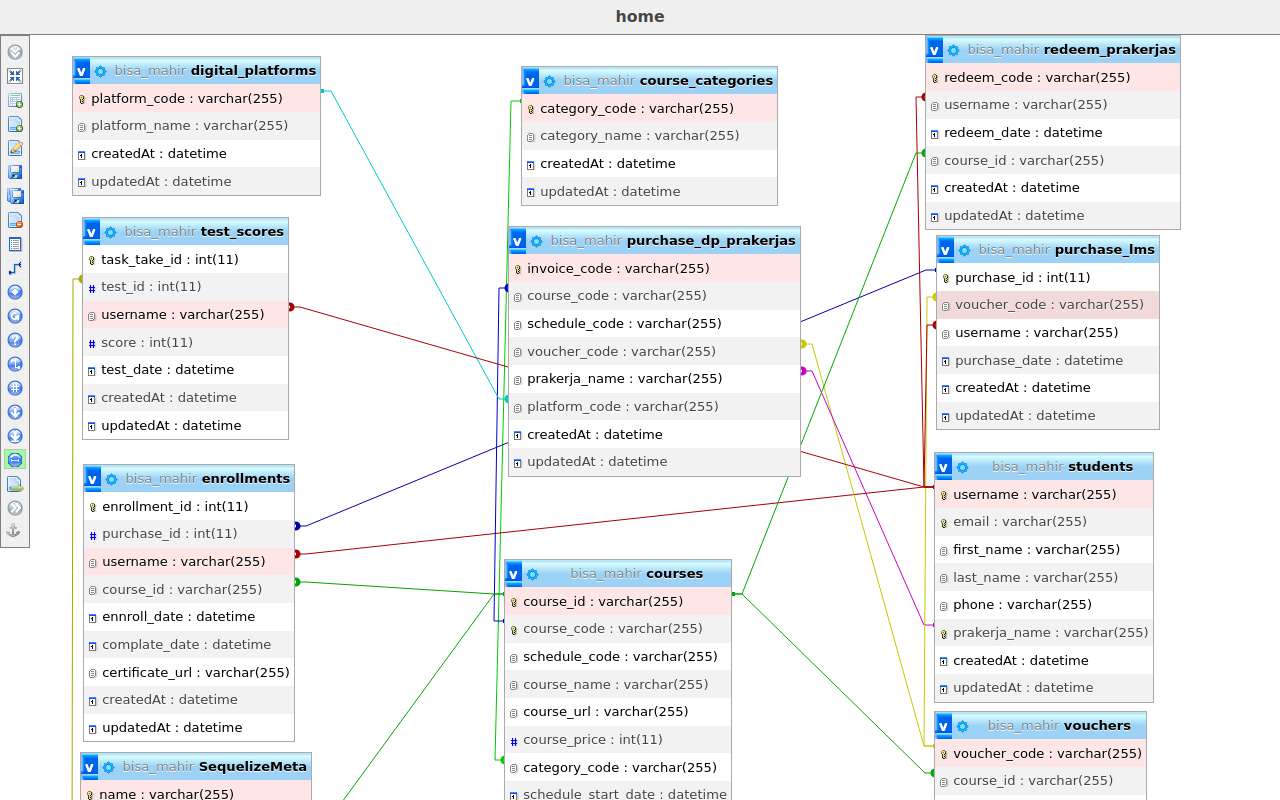 home
bisa_mahir digital_platforms
platform_code : varchar(255)
platform_name : varchar(255)
createdAt : datetime
updatedAt : datetime
bisa_mahir test_scores
task_take_id : int(11)
test_id : int(11)
username : varchar(255)
score : int(11)
test_date : datetime
createdAt : datetime
updatedAt : datetime
bisa_mahir enrollments
enrollment_id : int(11)
purchase_id : int(11)
username : varchar(255)
course_id : varchar(255)
ennroll_date : datetime
complate_date : datetime
certificate_url : varchar(255)
createdAt : datetime
updatedAt : datetime
bisa_mahir SequelizeMeta
name : varchar(255)
bisa_mahir course_categories
category_code : varchar(255)
category_name : varchar(255)
createdAt : datetime
updatedAt : datetime
bisa_mahir purchase_dp_prakerjas
invoice_code : varchar(255)
course_code : varchar(255)
schedule_code : varchar(255)
voucher_code : varchar(255)
prakerja_name : varchar(255)
platform_code : varchar(255)
createdAt : datetime
updatedAt : datetime
bisa_mahir courses
course_id : varchar(255)
course_code : varchar(255)
schedule_code : varchar(255)
course_name : varchar(255)
course_url : varchar(255)
course_price : int(11)
category_code : varchar(255)
schedule_start_date : datetime
bisa_mahir redeem_prakerjas
redeem_code : varchar(255)
username : varchar(255)
redeem_date : datetime
course_id : varchar(255)
createdAt : datetime
updatedAt : datetime
bisa_mahir purchase_lms
purchase_id : int(11)
voucher_code : varchar(255)
username : varchar(255)
purchase_date : datetime
createdAt : datetime
updatedAt : datetime
bisa_mahir students
username : varchar(255)
email : varchar(255)
first_name : varchar(255)
last_name : varchar(255)
phone : varchar(255)
prakerja_name : varchar(255)
createdAt : datetime
updatedAt : datetime
bisa_mahir vouchers
voucher_code : varchar(255)
course_id : varchar(255)